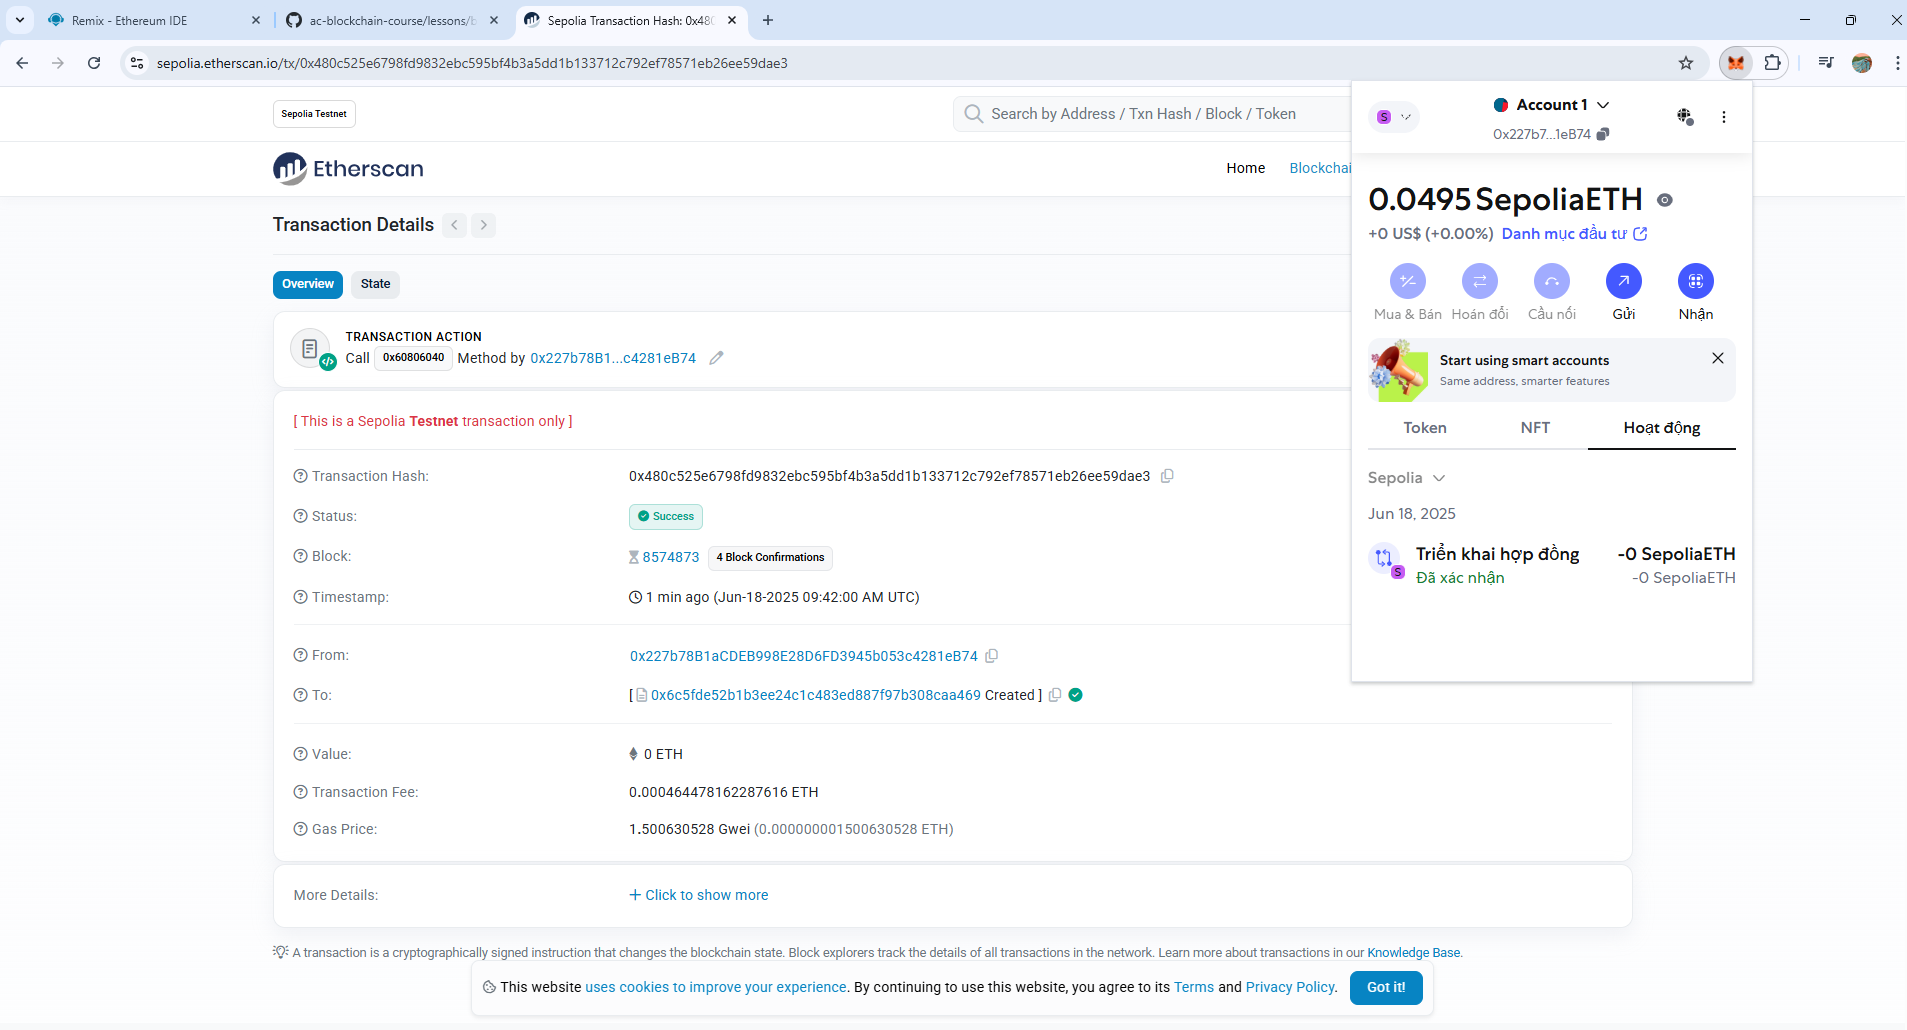 Remix - Ethereum IDE
ac-blockchain-course/lessons/b
Sepolia Transaction Hash: 0x480
sepolia.etherscan.io/tx/0x480c525e6798fd9832ebc595bf4b3a5dd1b133712c792ef78571eb26ee59dae3
Sepolia Testnet
Search by Address / Txn Hash / Block / Token
Etherscan
Home
Blockchai
Transaction Details
Overview
State
TRANSACTION ACTION
Call 0x60806040 Method by 0x227b78B1...c4281eB74
[ This is a Sepolia Testnet transaction only ]
Transaction Hash: 0x480c525e6798fd9832ebc595bf4b3a5dd1b133712c792ef78571eb26ee59dae3
Status: Success
Block: 8574873 4 Block Confirmations
Timestamp: 1 min ago (Jun-18-2025 09:42:00 AM UTC)
From: 0x227b78B1aCDEB998E28D6FD3945b053c4281eB74
To: [ 0x6c5fde52b1b3ee24c1c483ed887f97b308caa469 Created ]
Value: 0 ETH
Transaction Fee: 0.000464478162287616 ETH
Gas Price: 1.500630528 Gwei (0.000000001500630528 ETH)
More Details: + Click to show more
A transaction is a cryptographically signed instruction that changes the blockchain state. Block explorers track the details of all transactions in the network. Learn more about transactions in our Knowledge Base.
This website uses cookies to improve your experience. By continuing to use this website, you agree to its Terms and Privacy Policy.
Got it!
S
Account 1
0x227b7...1eB74
0.0495 SepoliaETH
+0 US$ (+0.00%) Danh mục đầu tư
Mua & Bán
Hoán đổi
Cầu nối
Gửi
Nhận
Start using smart accounts
Same address, smarter features
Token
NFT
Hoạt động
Sepolia
Jun 18, 2025
Triển khai hợp đồng -0 SepoliaETH
S
Đã xác nhận -0 SepoliaETH